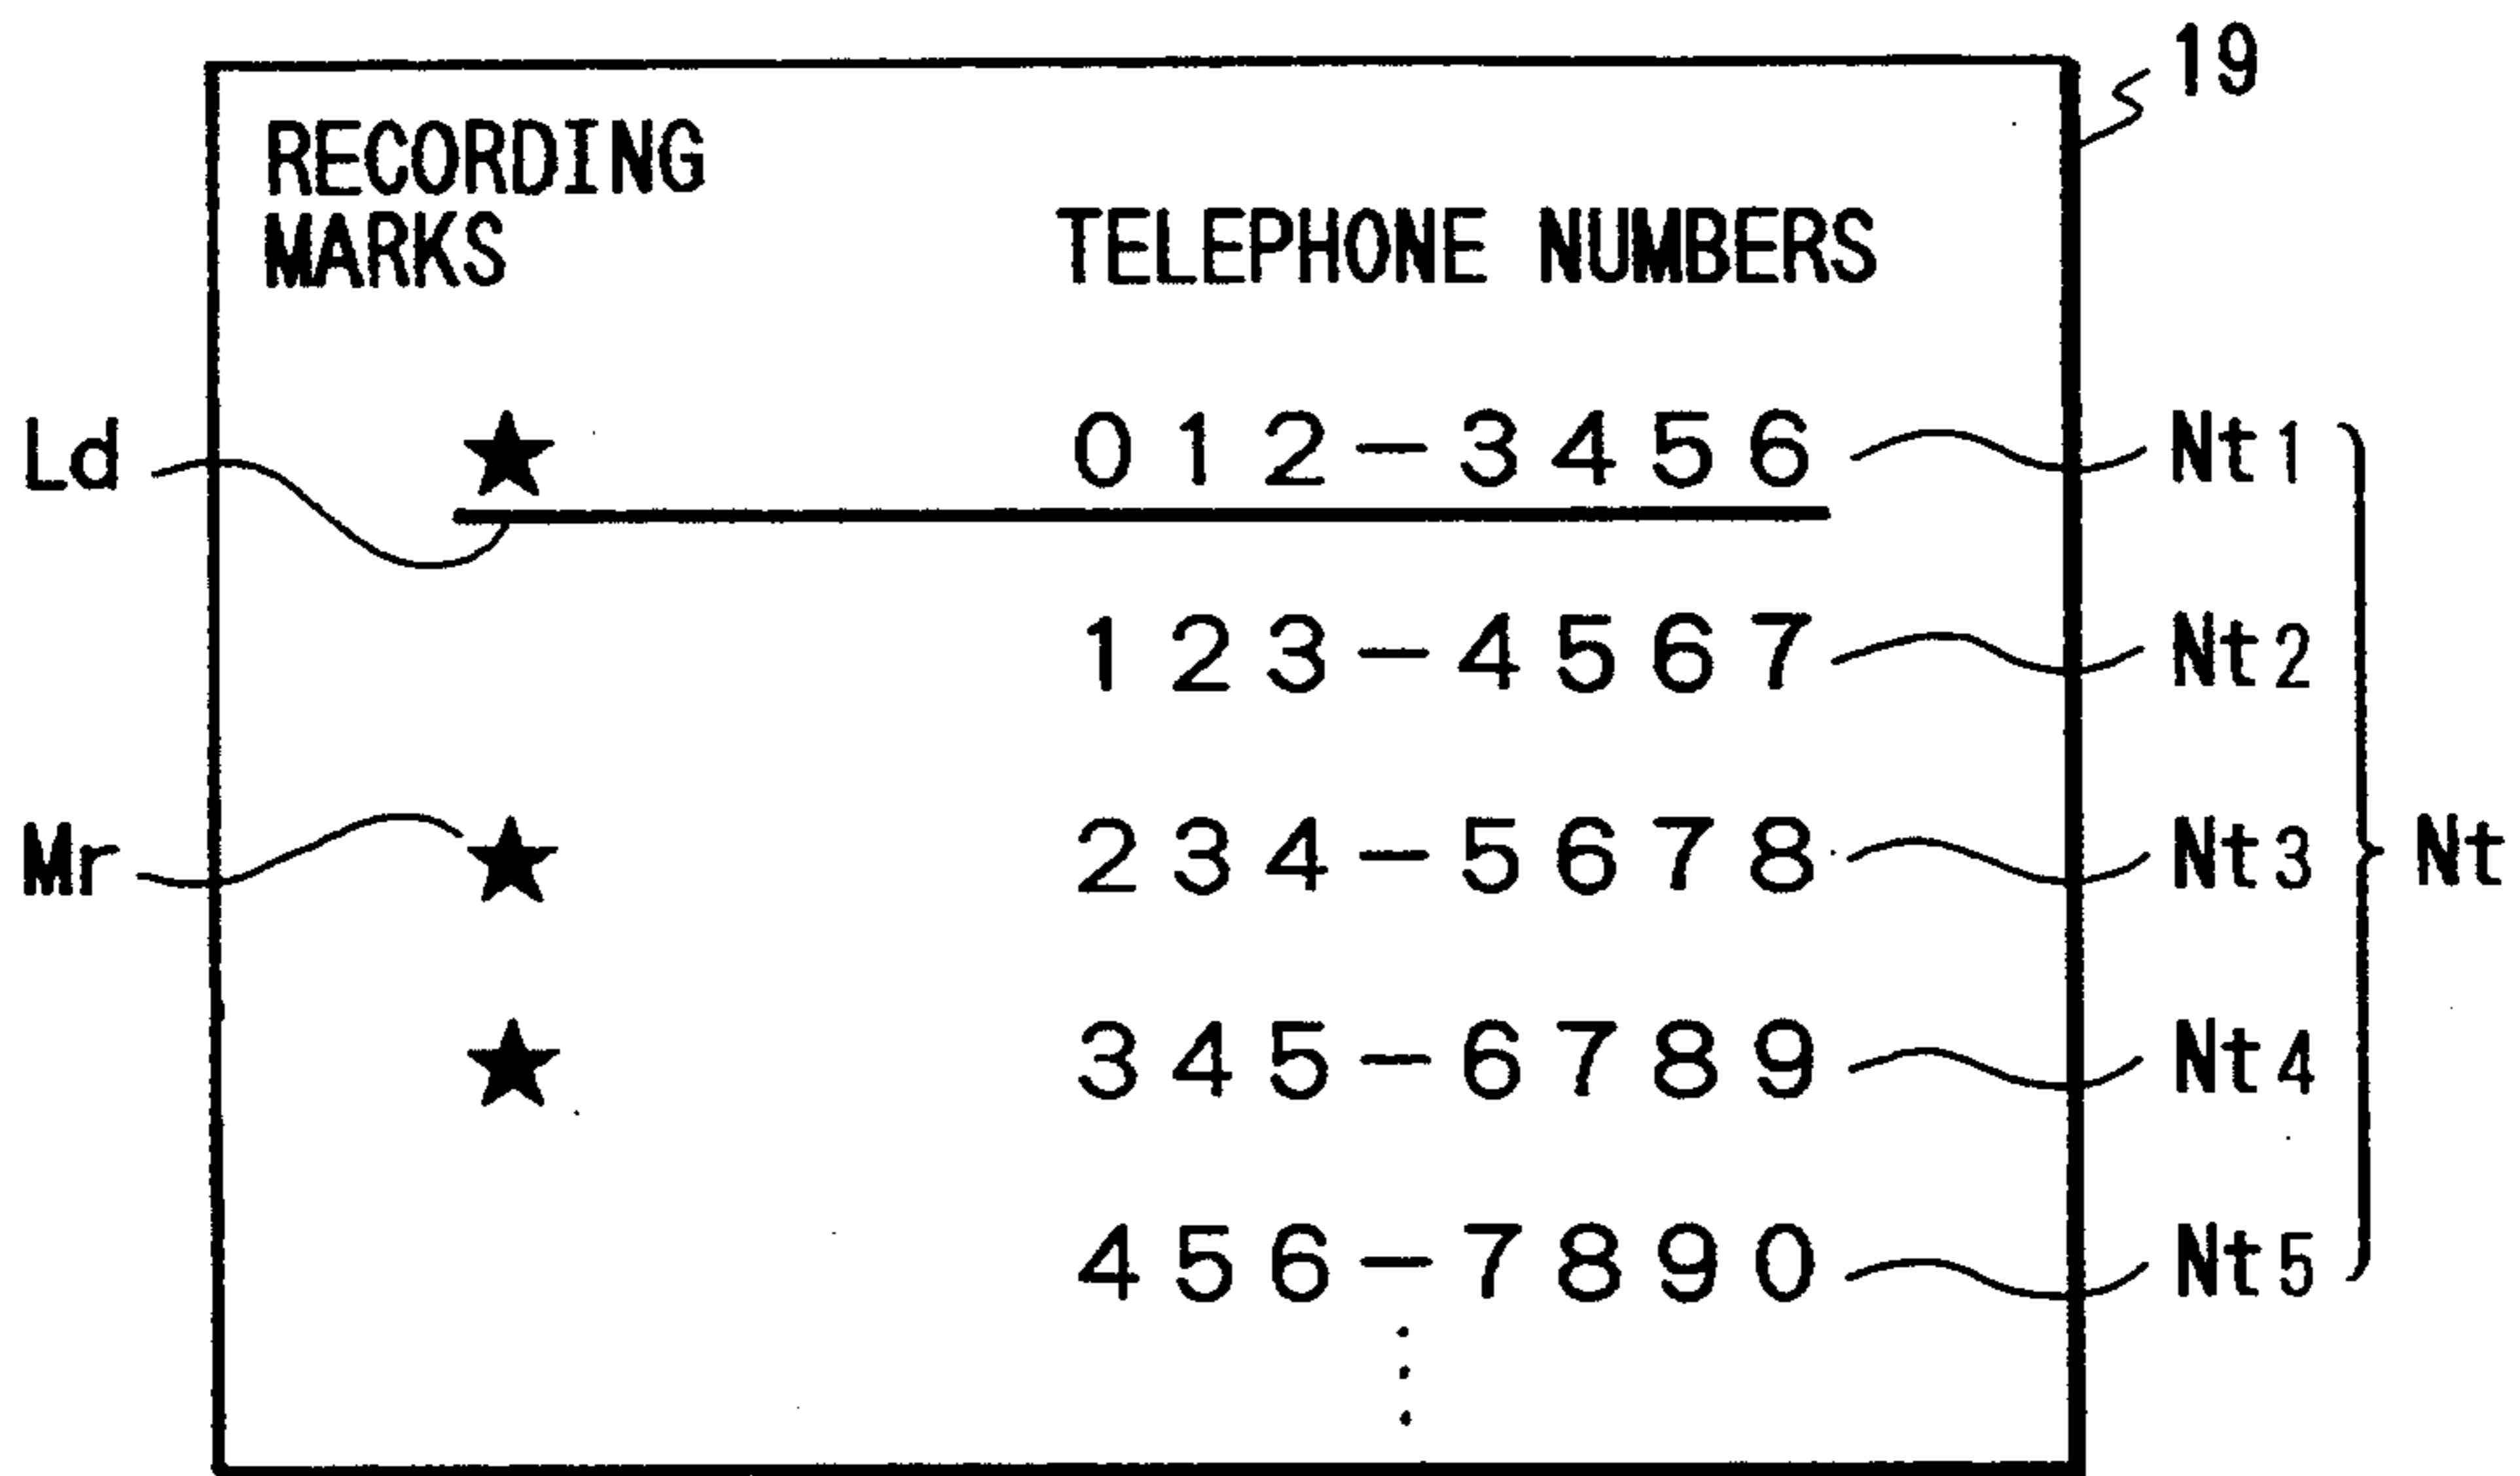 19
RECORDING
MARKS TELEPHONE NUMBERS
Ld ★ 012-3456 Nt1
123-4567 Nt2
Mr ★ 234-5678 Nt3 Nt
★ 345-6789 Nt4
456-7890 Nt5